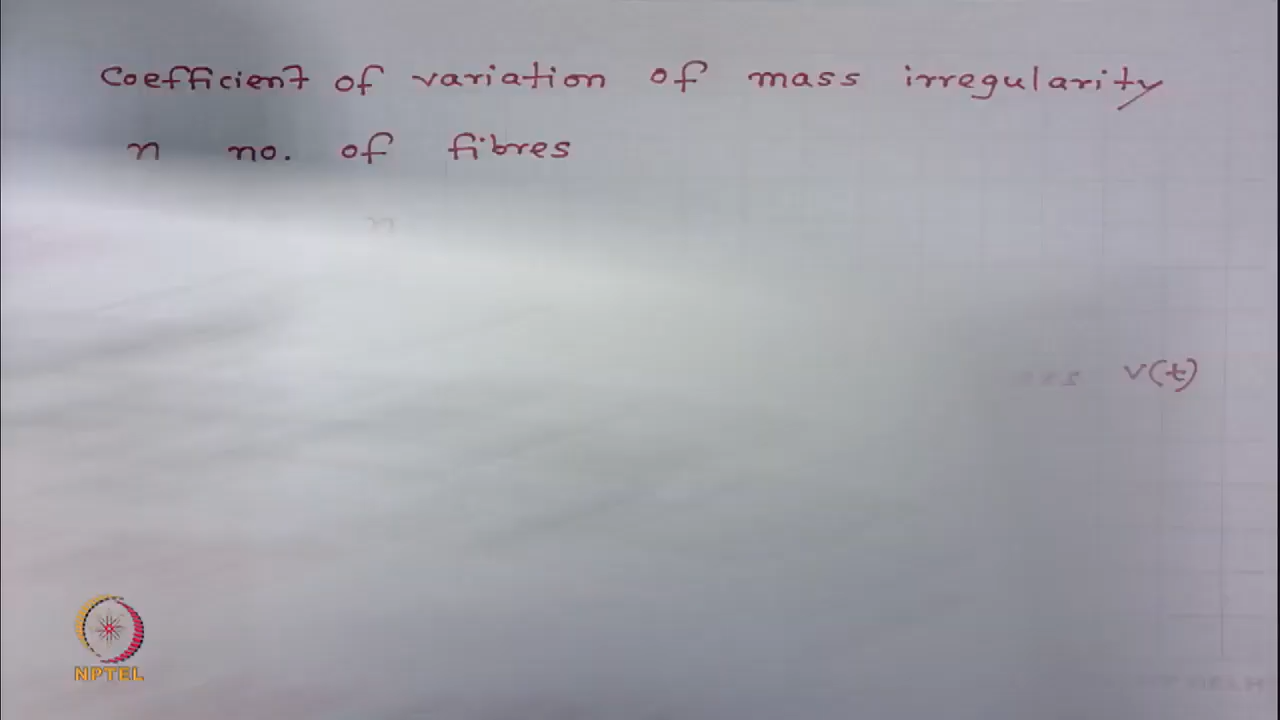 Coefficient of variation of mass irregularity
n no. of fibres
n
v(t)
NPTEL